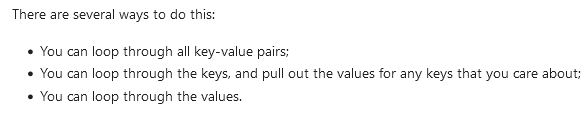 There are several ways to do this:
• You can loop through all key-value pairs;
• You can loop through the keys, and pull out the values for any keys that you care about;
• You can loop through the values.